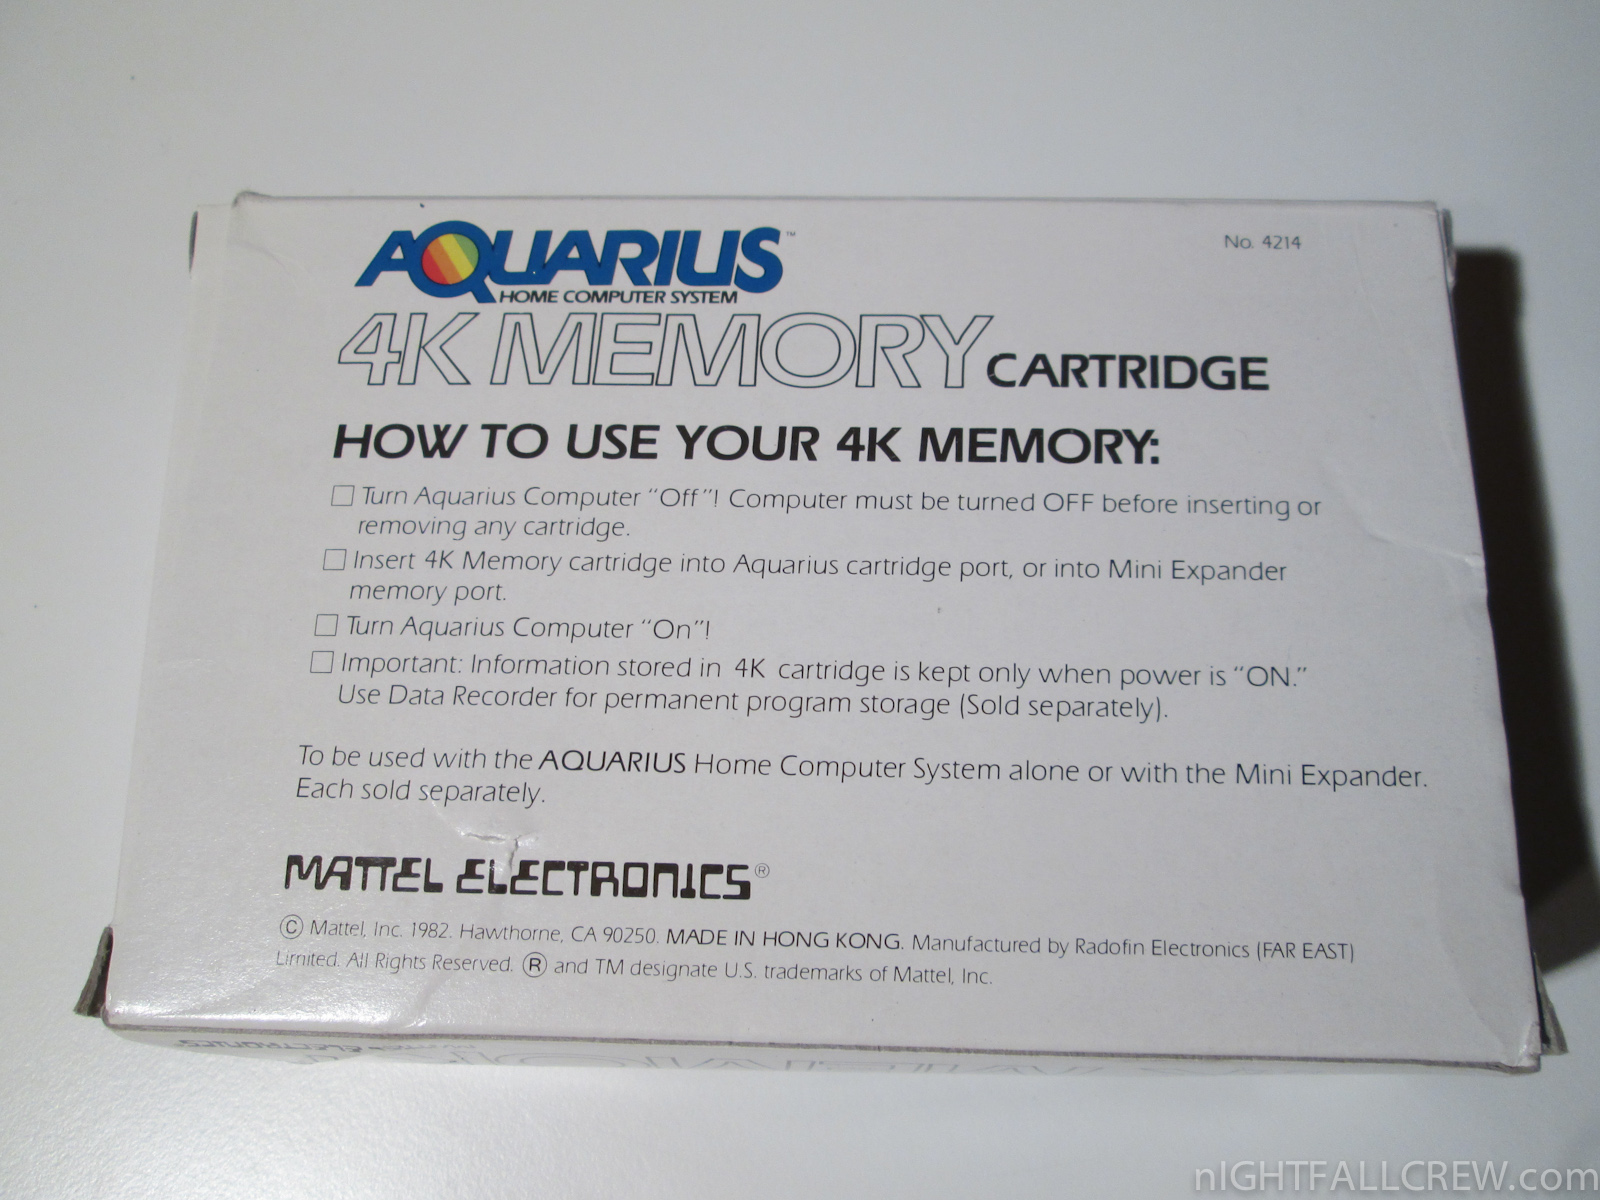 AQUARIUS™
No. 4214
HOME COMPUTER SYSTEM
4K MEMORY CARTRIDGE
HOW TO USE YOUR 4K MEMORY:
☐ Turn Aquarius Computer "Off"! Computer must be turned OFF before inserting or
removing any cartridge.
☐ Insert 4K Memory cartridge into Aquarius cartridge port, or into Mini Expander
memory port.
☐ Turn Aquarius Computer "On"!
☐ Important: Information stored in 4K cartridge is kept only when power is "ON."
Use Data Recorder for permanent program storage (Sold separately).
To be used with the AQUARIUS Home Computer System alone or with the Mini Expander.
Each sold separately.
MATTEL ELECTRONICS®
© Mattel, Inc. 1982. Hawthorne, CA 90250. MADE IN HONG KONG. Manufactured by Radofin Electronics (FAR EAST)
Limited. All Rights Reserved. ® and TM designate U.S. trademarks of Mattel, Inc.
nIGHTFALLCREW.com